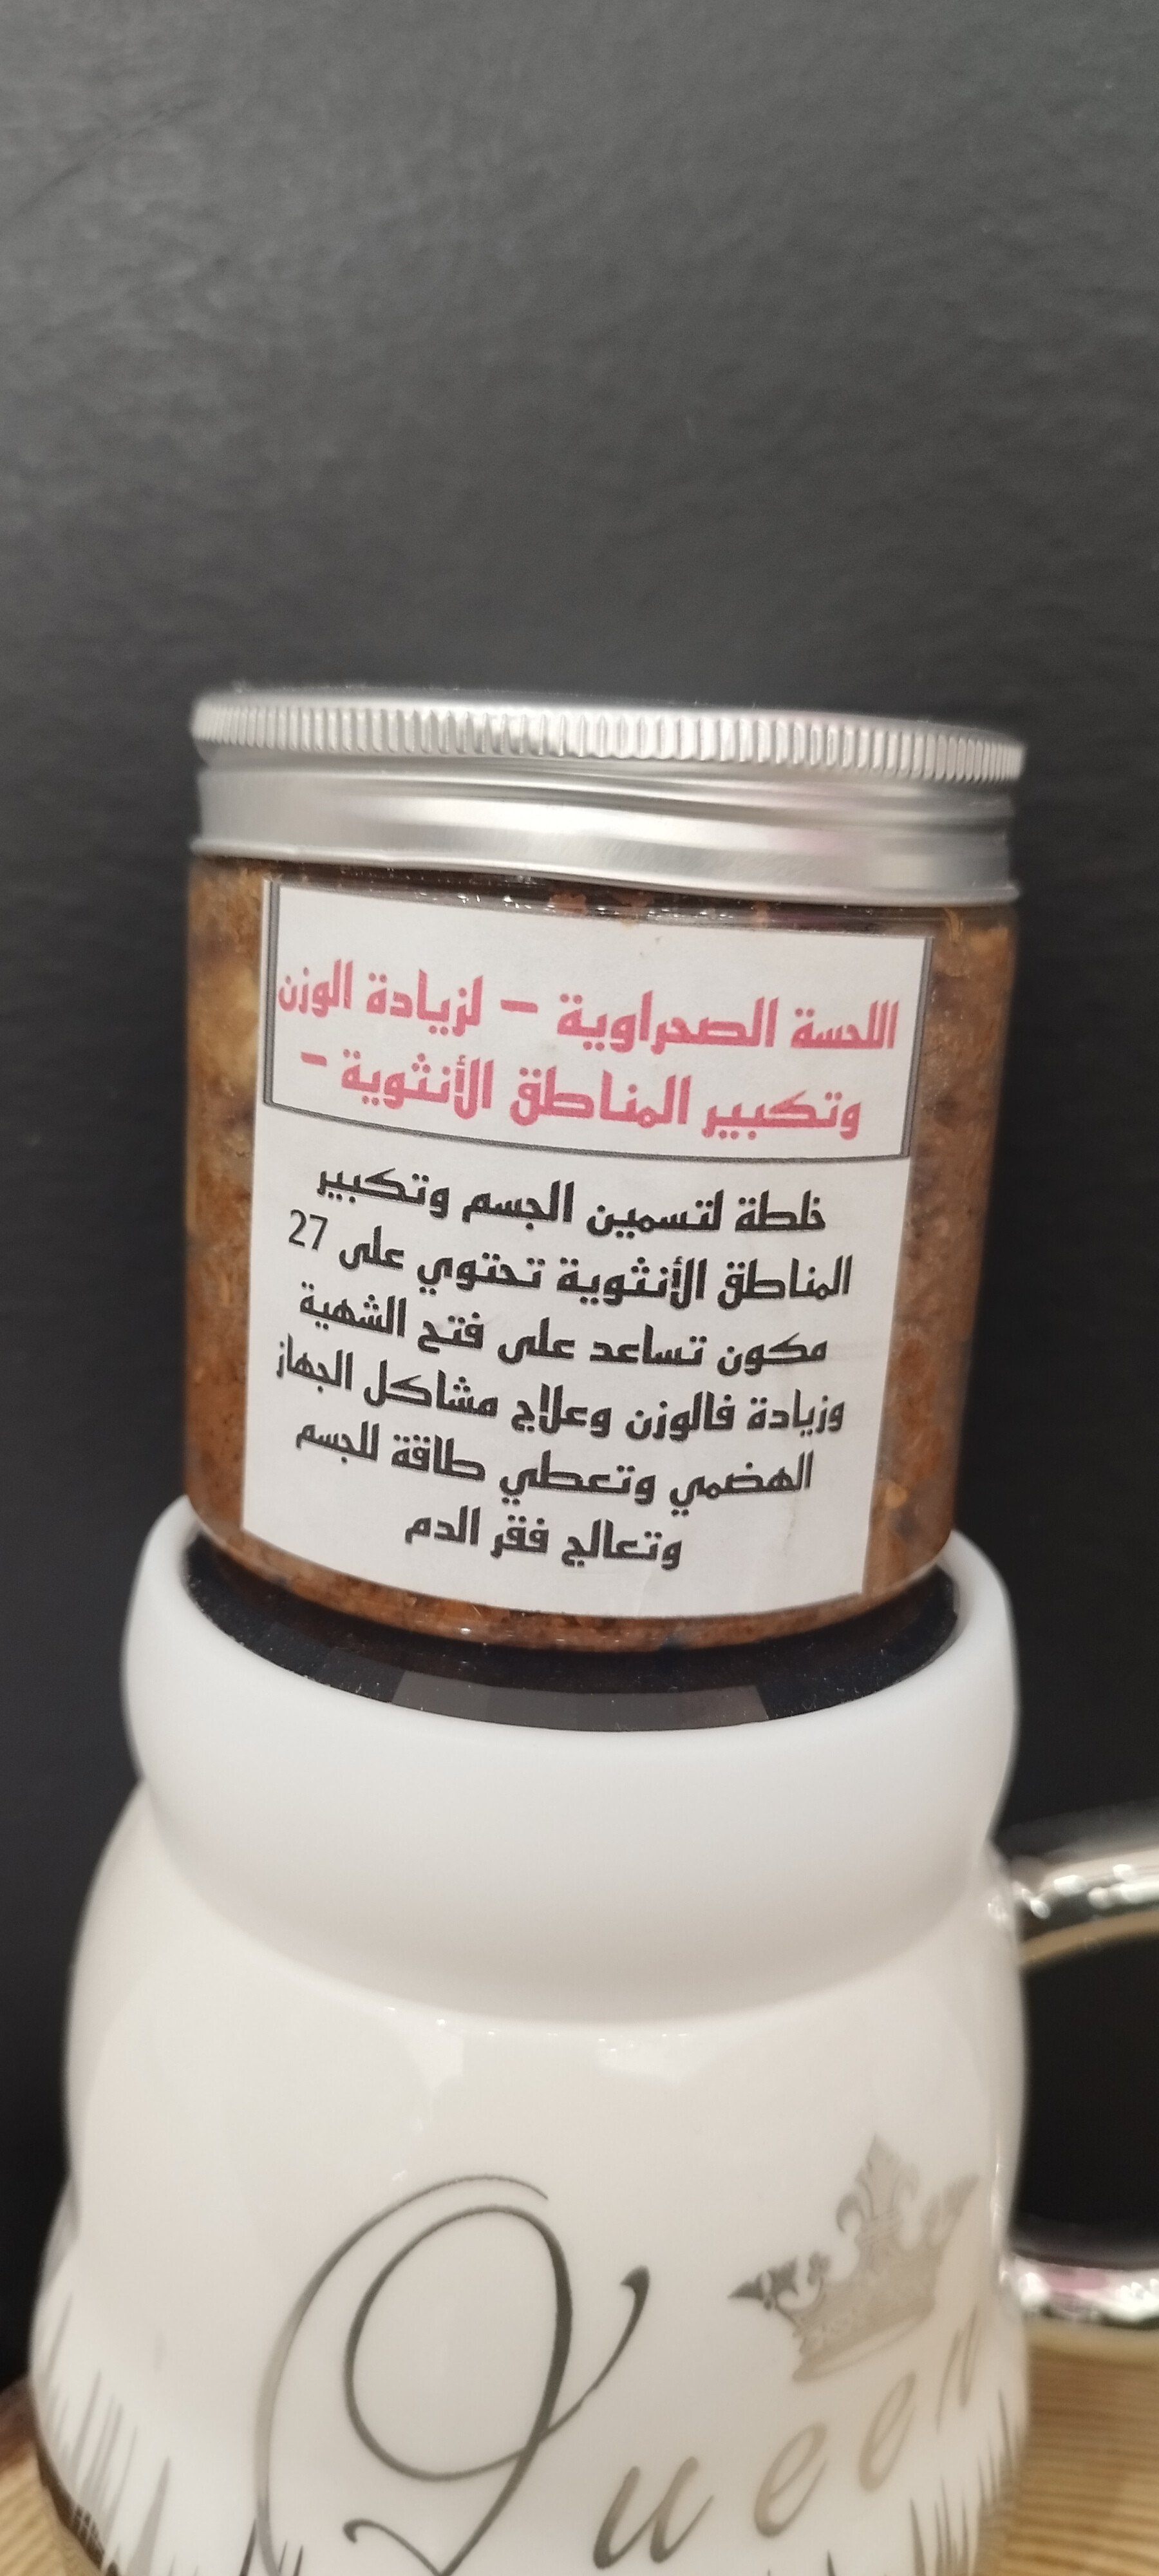 اللحسة الصحراوية – لزيادة الوزن
وتكبير المناطق الأنثوية –
خلطة لتسمين الجسم وتكبير
المناطق الأنثوية تحتوي على 27
مكون تساعد على فتح الشهية
وزيادة فالوزن وعلاج مشاكل الجهاز
الهضمي وتعطي طاقة للجسم
وتعالج فقر الدم
Queen